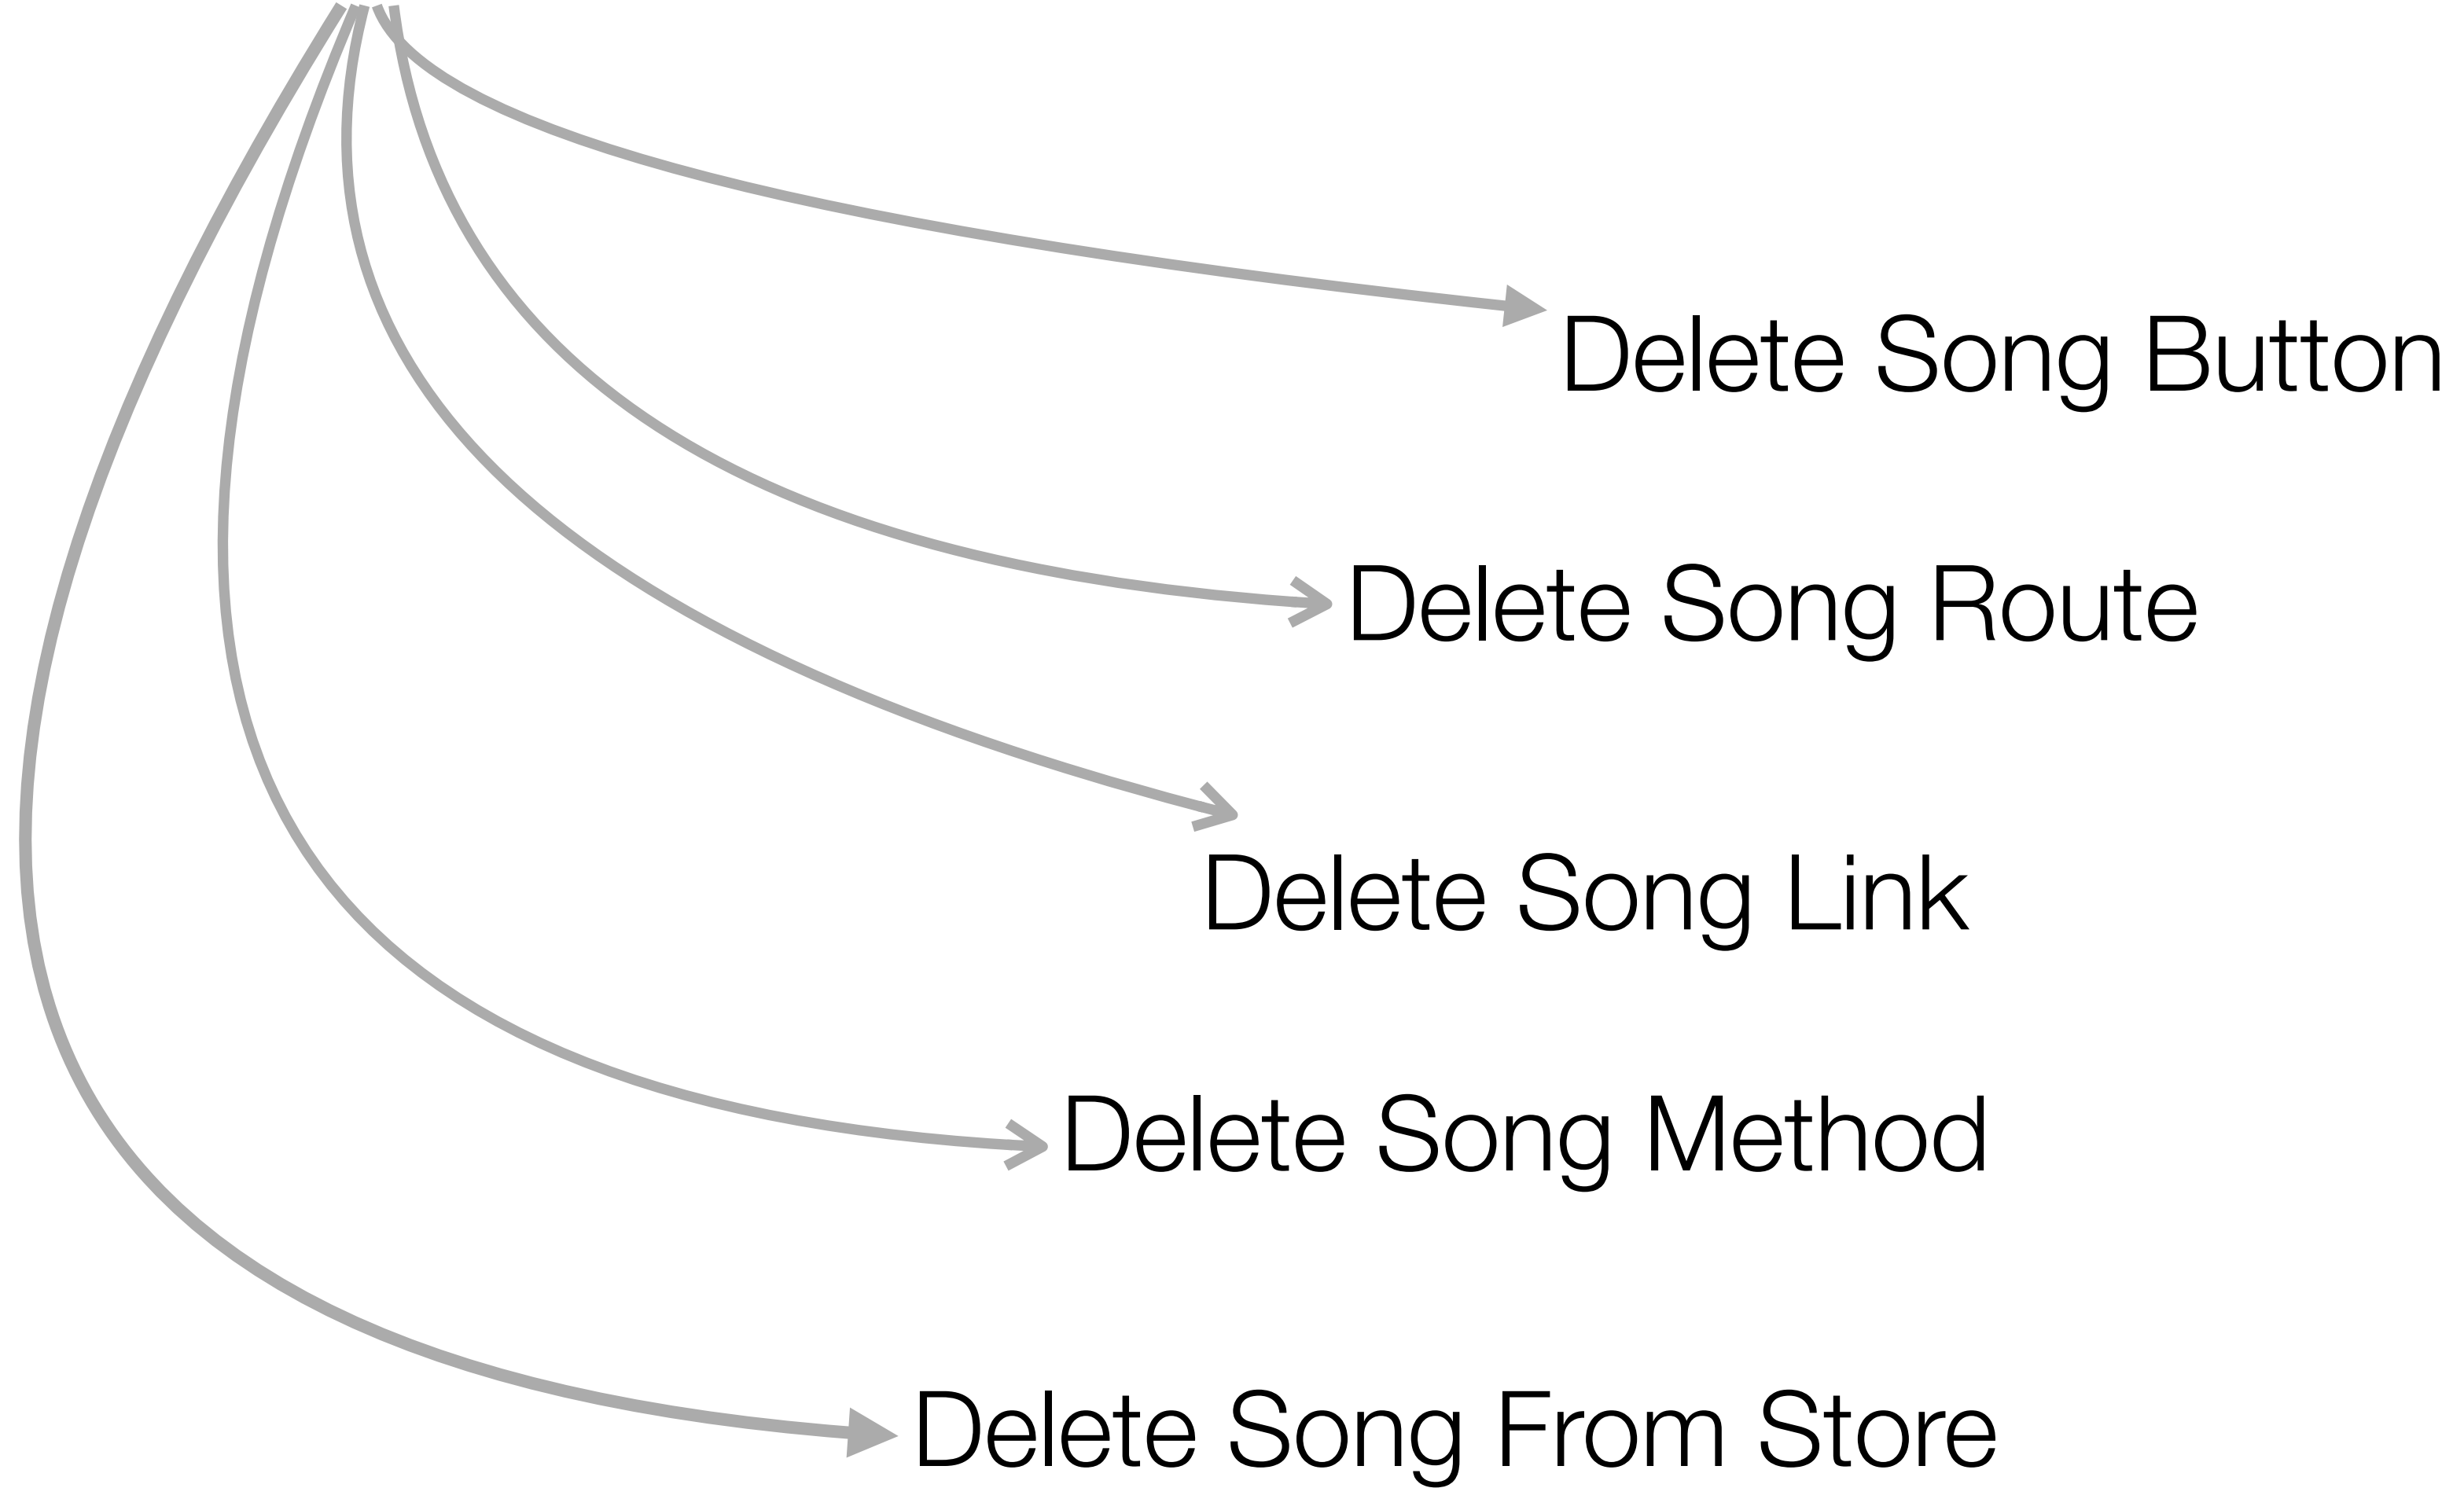 Delete Song Button
Delete Song Route
Delete Song Link
Delete Song Method
Delete Song From Store